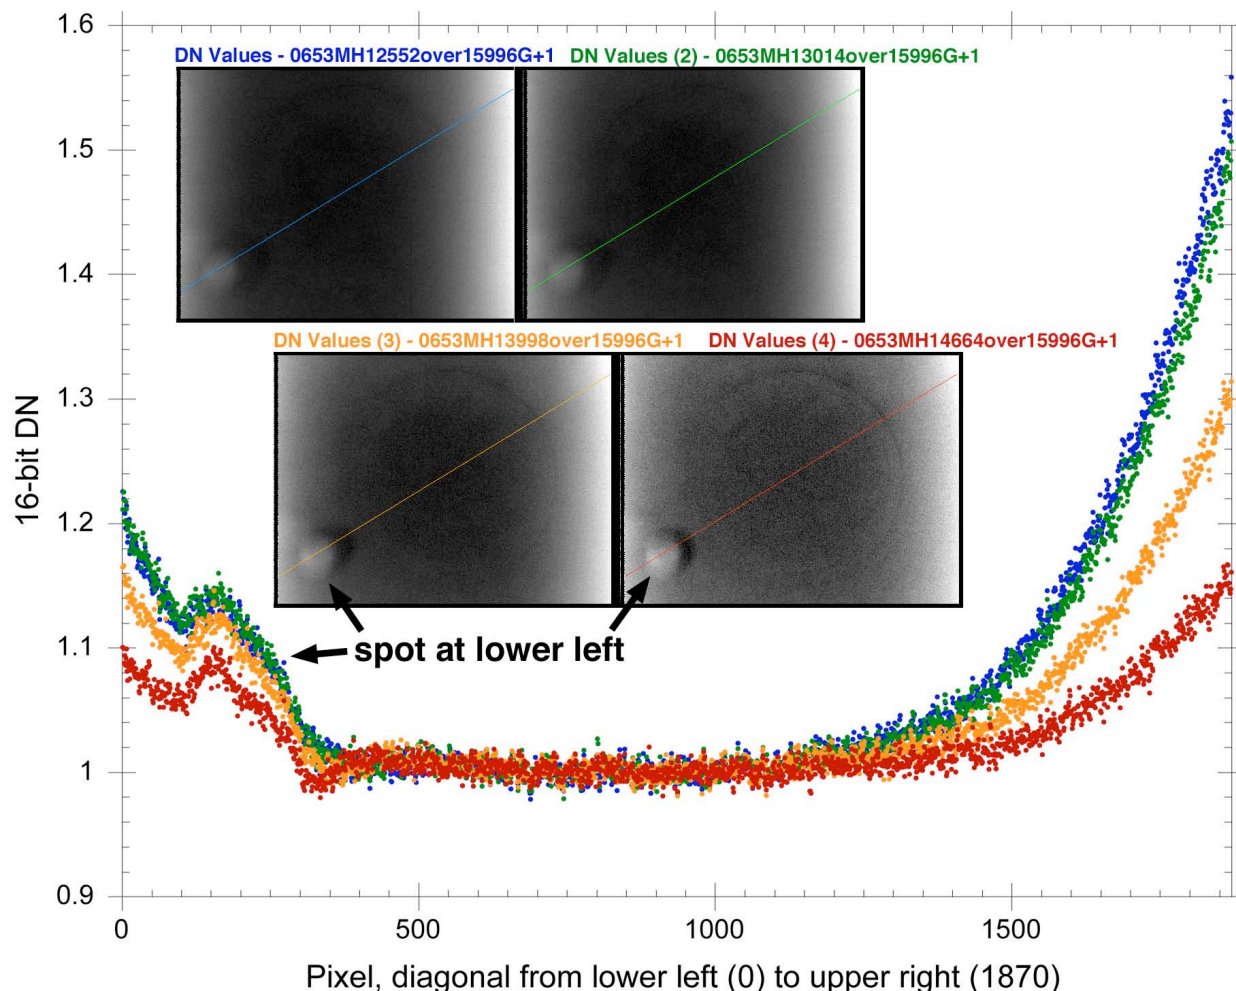 1.6
DN Values - 0653MH12552over15996G+1 DN Values (2) - 0653MH13014over15996G+1
1.5
1.4
DN Values (3) - 0653MH13998over15996G+1 DN Values (4) - 0653MH14664over15996G+1
1.3
1.2
1.1
spot at lower left
1
0.9
16-bit DN
0 500 1000 1500
Pixel, diagonal from lower left (0) to upper right (1870)